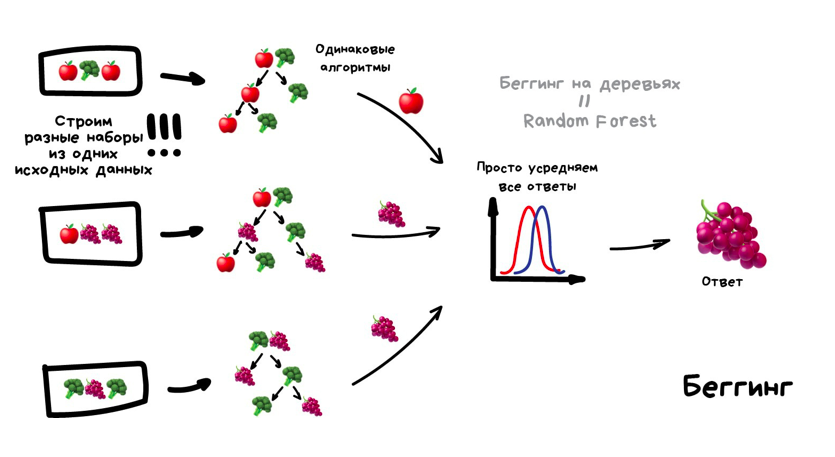 Одинаковые
алгоритмы
Строим
разные наборы
из одних
исходных данных
!!!
Беггинг на деревьях
=
Random Forest
Просто усредняем
все ответы
Ответ
Беггинг